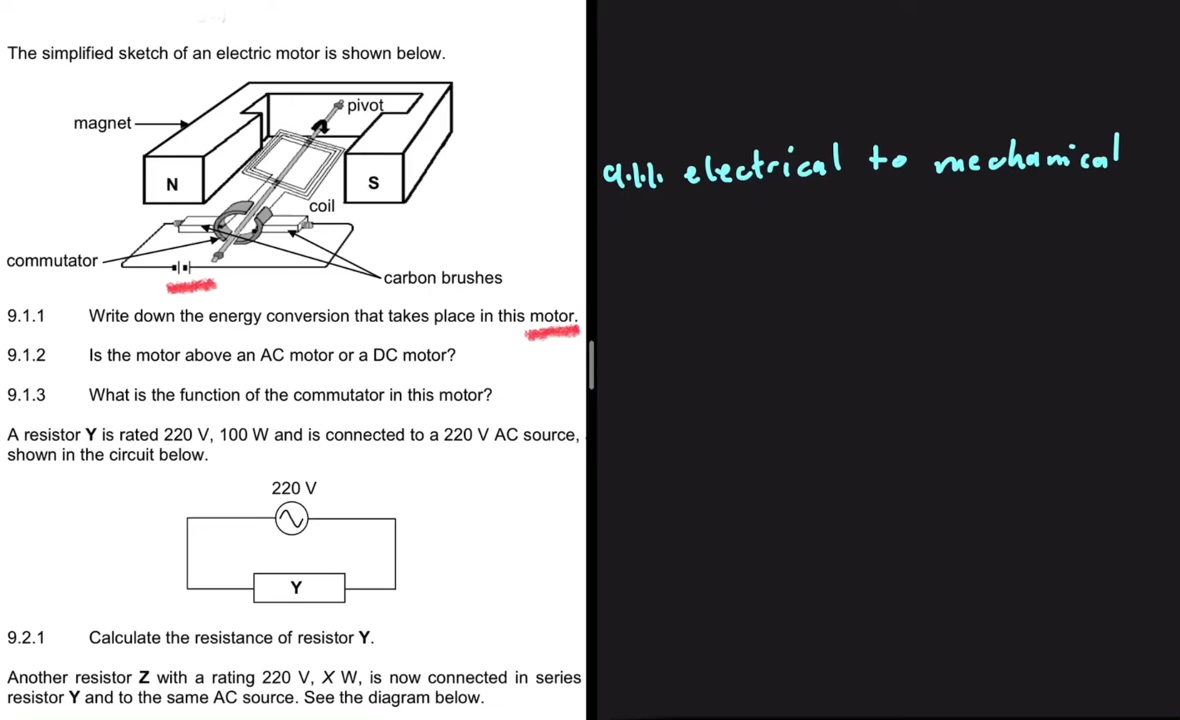 The simplified sketch of an electric motor is shown below.
pivot
magnet
N
S
coil
commutator
carbon brushes
9.1.1 Write down the energy conversion that takes place in this motor.
9.1.2 Is the motor above an AC motor or a DC motor?
9.1.3 What is the function of the commutator in this motor?
A resistor Y is rated 220 V, 100 W and is connected to a 220 V AC source,
shown in the circuit below.
220 V
Y
9.2.1 Calculate the resistance of resistor Y.
Another resistor Z with a rating 220 V, X W, is now connected in series
resistor Y and to the same AC source. See the diagram below.
9.1.1. electrical to mechanical